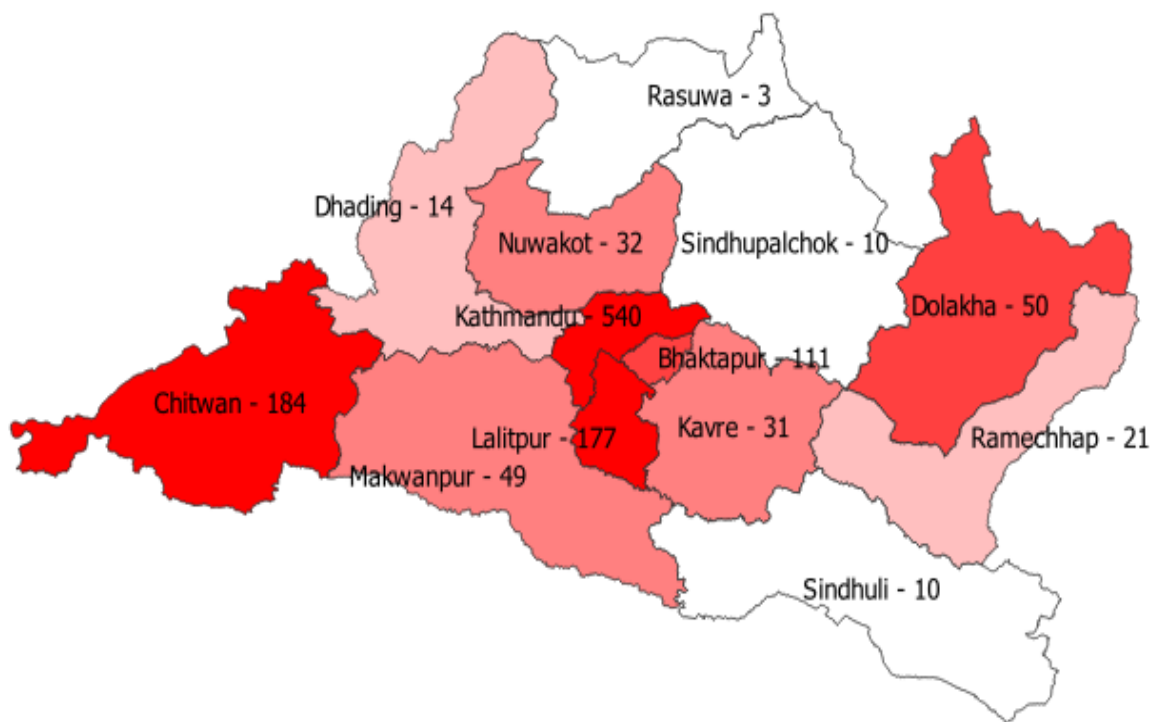 Rasuwa - 3
Dhading - 14
Nuwakot - 32
Sindhupalchok - 10
Dolakha - 50
Kathmandu - 540
Bhaktapur - 111
Chitwan - 184
Lalitpur - 177
Kavre - 31
Ramechhap - 21
Makwanpur - 49
Sindhuli - 10